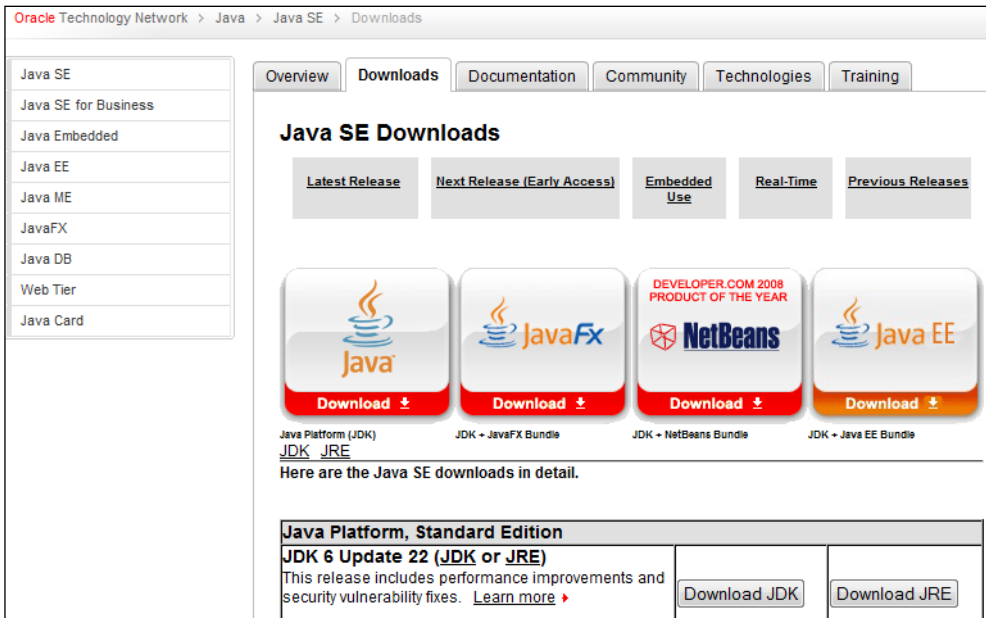 Oracle Technology Network > Java > Java SE > Downloads
Java SE
Java SE for Business
Java Embedded
Java EE
Java ME
JavaFX
Java DB
Web Tier
Java Card
Overview Downloads Documentation Community Technologies Training
Java SE Downloads
Latest Release Next Release (Early Access) Embedded Use Real-Time Previous Releases
Java
Download
JavaFX
Download
DEVELOPER.COM 2008
PRODUCT OF THE YEAR
NetBeans
Download
Java EE
Download
Java Platform (JDK) JDK + JavaFX Bundle JDK + NetBeans Bundle JDK + Java EE Bundle
JDK JRE
Here are the Java SE downloads in detail.
Java Platform, Standard Edition
JDK 6 Update 22 (JDK or JRE)
This release includes performance improvements and
security vulnerability fixes. Learn more
Download JDK Download JRE